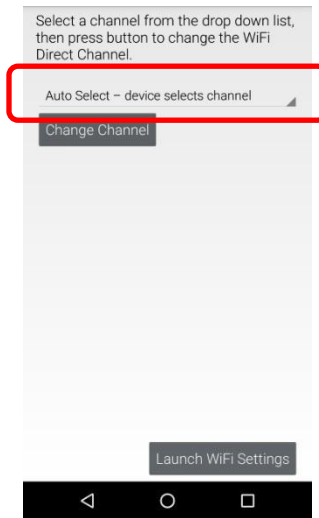 Select a channel from the drop down list,
then press button to change the WiFi
Direct Channel.
Auto Select – device selects channel
Change Channel
Launch WiFi Settings